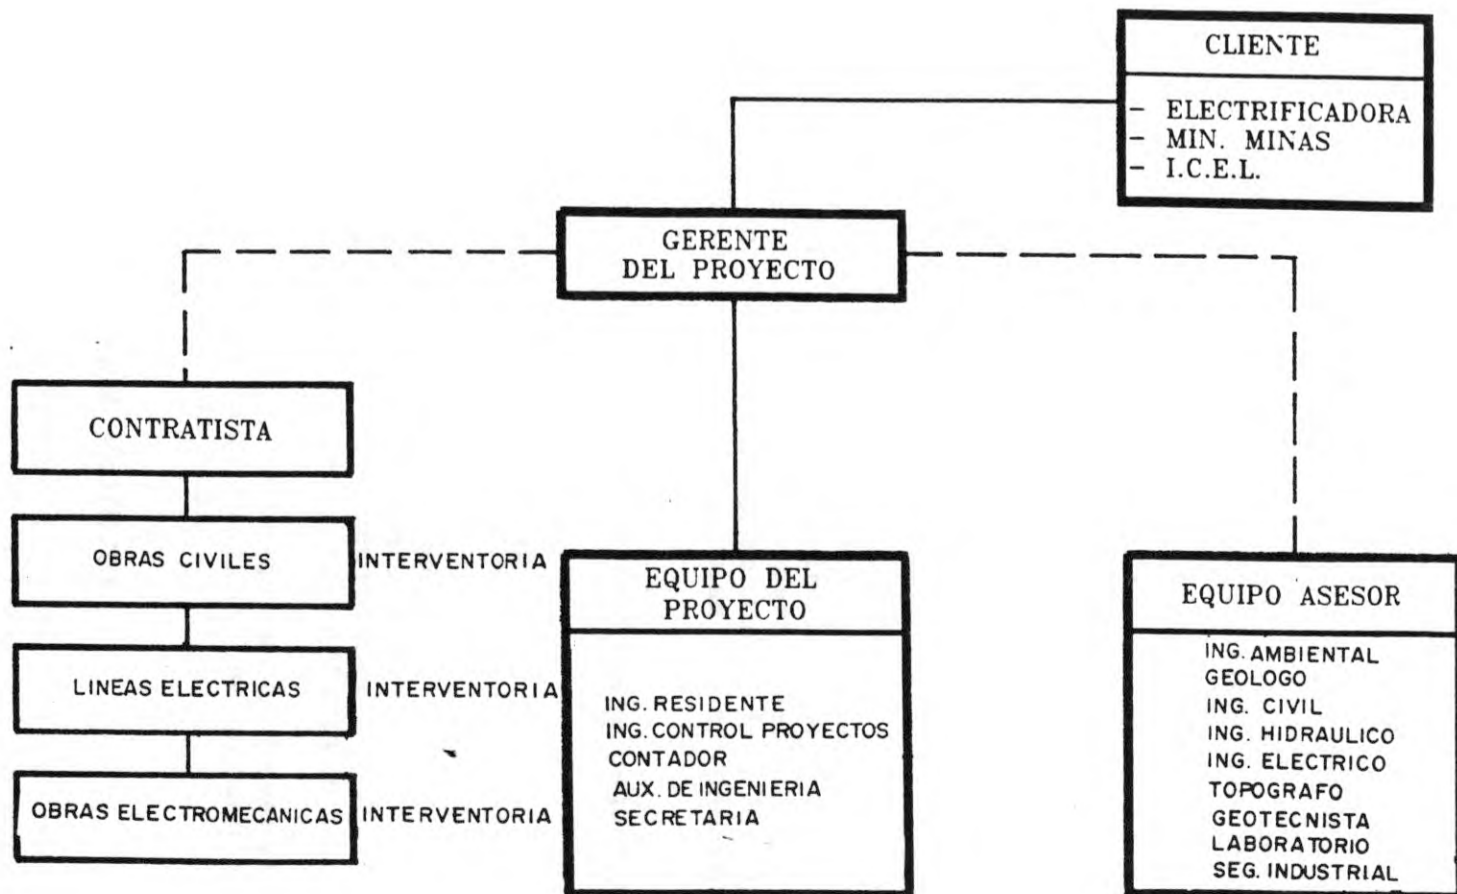 CLIENTE
- ELECTRIFICADORA
- MIN. MINAS
- I.C.E.L.
GERENTE
DEL PROYECTO
CONTRATISTA
OBRAS CIVILES
INTERVENTORIA
LINEAS ELECTRICAS
INTERVENTORIA
OBRAS ELECTROMECANICAS
INTERVENTORIA
EQUIPO DEL
PROYECTO
ING. RESIDENTE
ING. CONTROL PROYECTOS
CONTADOR
AUX. DE INGENIERIA
SECRETARIA
EQUIPO ASESOR
ING. AMBIENTAL
GEOLOGO
ING. CIVIL
ING. HIDRAULICO
ING. ELECTRICO
TOPOGRAFO
GEOTECNISTA
LABORATORIO
SEG. INDUSTRIAL